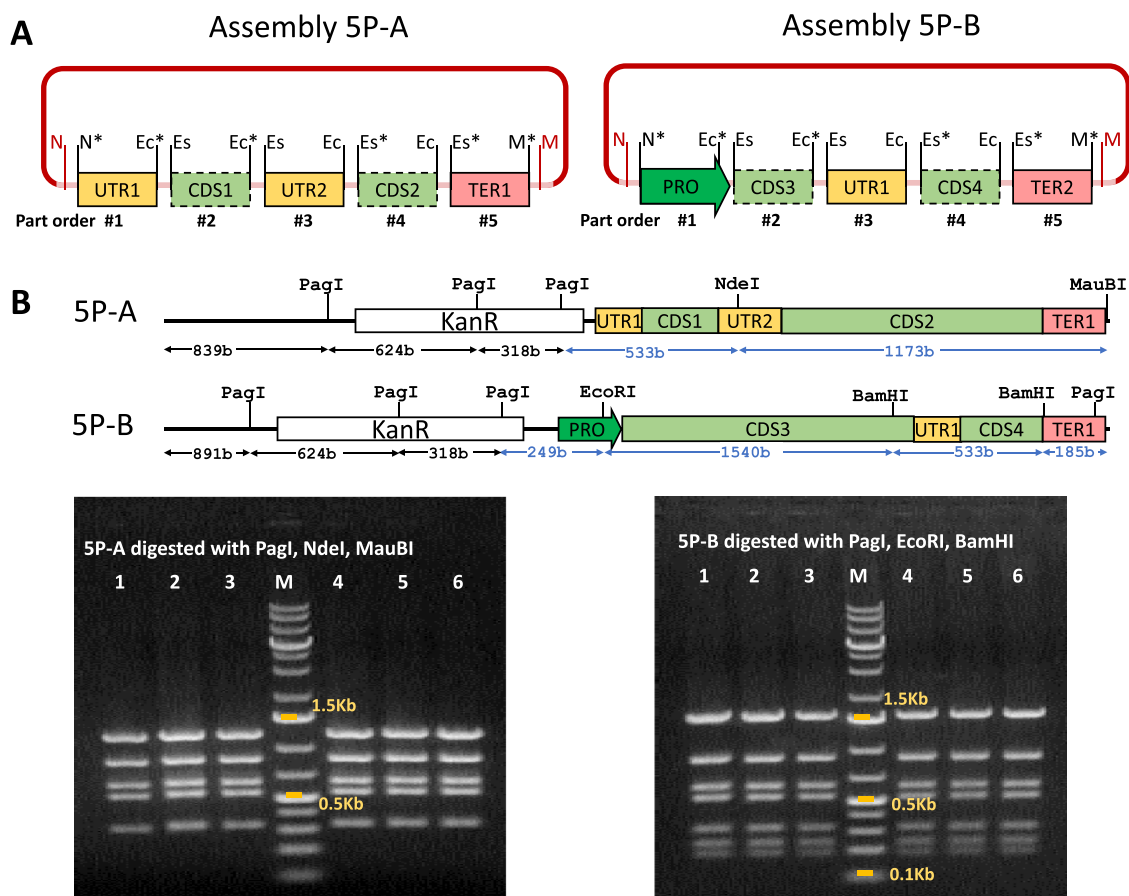 A
Assembly 5P-A
Assembly 5P-B
N N* Ec* Es Ec* Es Ec Es* Ec Es* M* M
UTR1 CDS1 UTR2 CDS2 TER1
Part order #1 #2 #3 #4 #5
N N* Ec* Es Ec* Es Ec Es* Ec Es* M* M
PRO CDS3 UTR1 CDS4 TER2
Part order #1 #2 #3 #4 #5
B
5P-A
PagI PagI PagI NdeI MauBI
KanR UTR1 CDS1 UTR2 CDS2 TER1
839b 624b 318b 533b 1173b
5P-B
PagI PagI PagI EcoRI BamHI BamHI PagI
KanR PRO CDS3 UTR1 CDS4 TER1
891b 624b 318b 249b 1540b 533b 185b
5P-A digested with PagI, NdeI, MauBI
1 2 3 M 4 5 6
1.5Kb
0.5Kb
5P-B digested with PagI, EcoRI, BamHI
1 2 3 M 4 5 6
1.5Kb
0.5Kb
0.1Kb